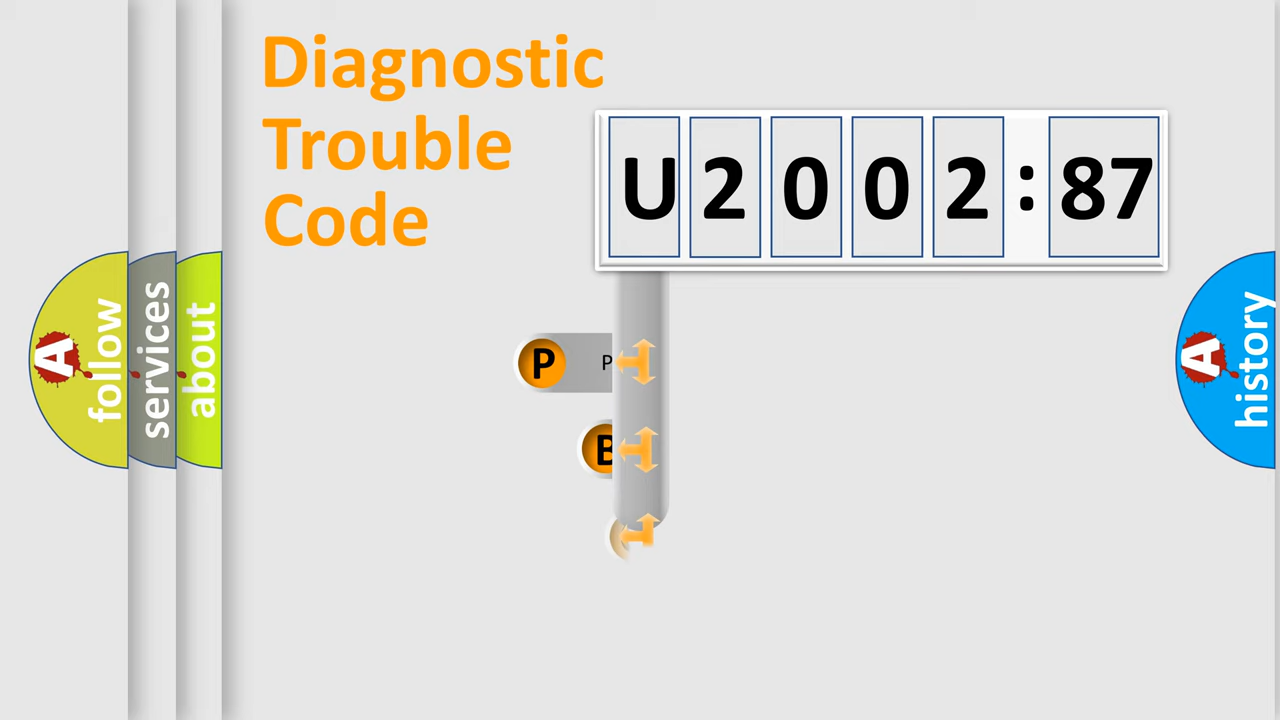 Diagnostic
Trouble
Code
U2002:87
A
follow
services
about
P
P
B
A
history